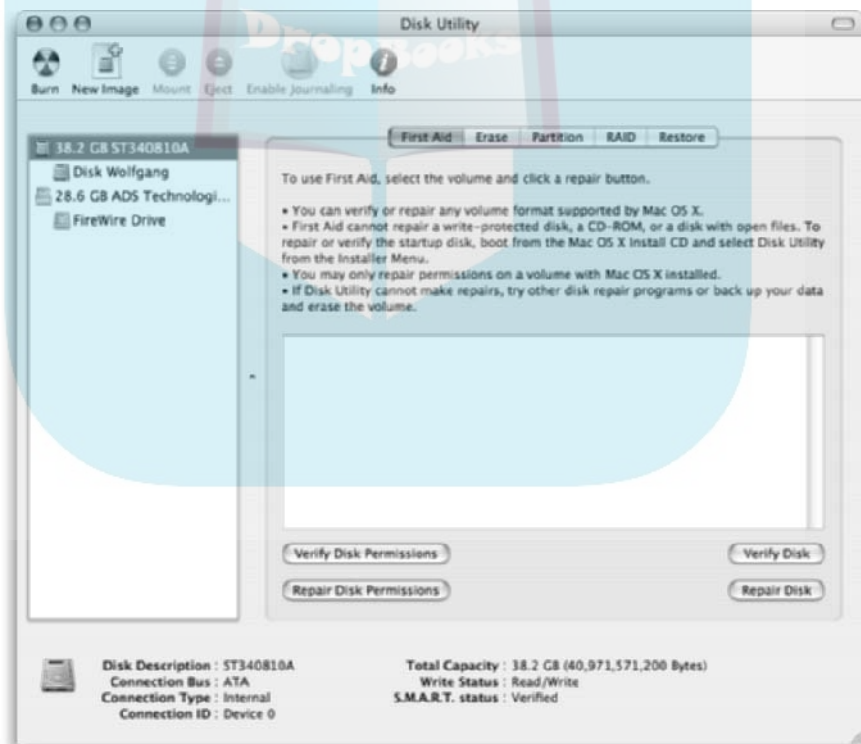 Disk Utility
DropBooks
Burn New Image Mount Eject Enable Journaling Info
First Aid Erase Partition RAID Restore
38.2 GB ST340810A
Disk Wolfgang
28.6 GB ADS Technologi...
FireWire Drive
To use First Aid, select the volume and click a repair button.
• You can verify or repair any volume format supported by Mac OS X.
• First Aid cannot repair a write-protected disk, a CD-ROM, or a disk with open files. To
repair or verify the startup disk, boot from the Mac OS X Install CD and select Disk Utility
from the Installer Menu.
• You may only repair permissions on a volume with Mac OS X installed.
• If Disk Utility cannot make repairs, try other disk repair programs or back up your data
and erase the volume.
Verify Disk Permissions Verify Disk
Repair Disk Permissions Repair Disk
Disk Description : ST340810A
Connection Bus : ATA
Connection Type : Internal
Connection ID : Device 0
Total Capacity : 38.2 GB (40,971,571,200 Bytes)
Write Status : Read/Write
S.M.A.R.T. status : Verified